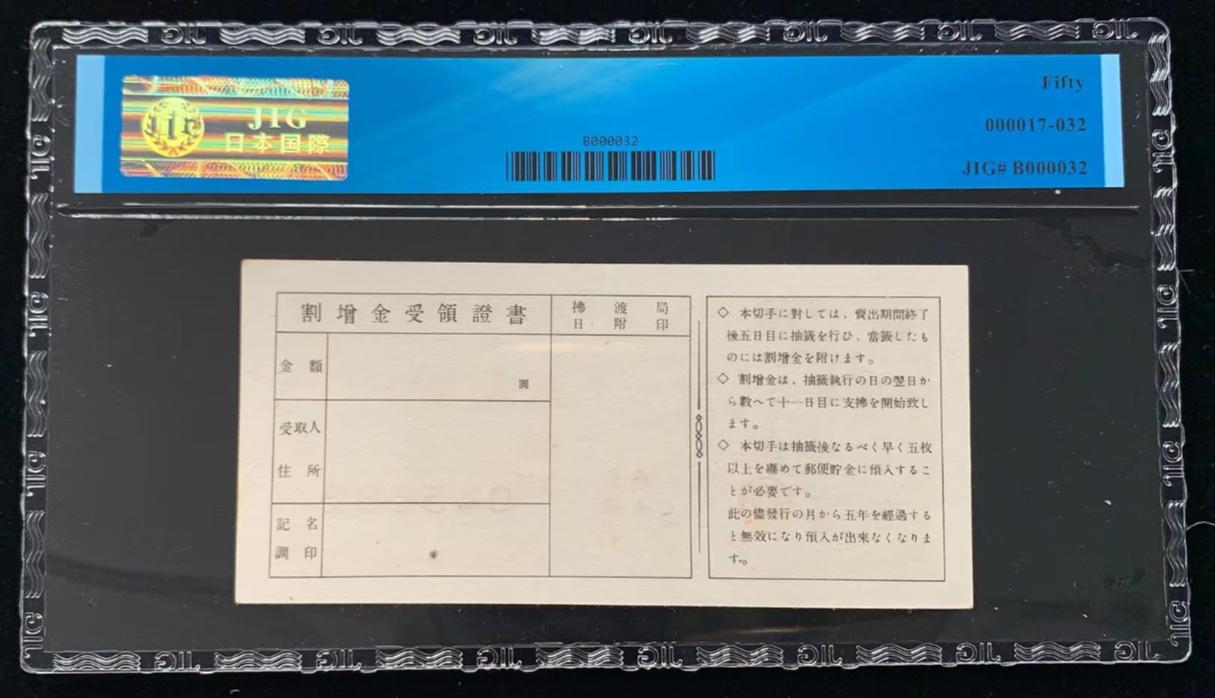 JIG
日本国際
B000032
Fifty
000017-032
JIG# B000032
割增金受領證書
拂渡局
日附印
金額
圓
受取人
住所
記名
調印
◇ 本切手に對しては、賣出期間終了
後五日目に抽籤を行ひ、當籤したも
のには割增金を附けます。
◇ 割增金は、抽籤執行の日の翌日か
ら數へて十一日目に支拂を開始致し
ます。
◇ 本切手は抽籤後なるべく早く五枚
以上を纒めて郵便貯金に預入するこ
とが必要です。
此の儘發行の月から五年を經過する
と無效になり預入が出來なくなりま
す。